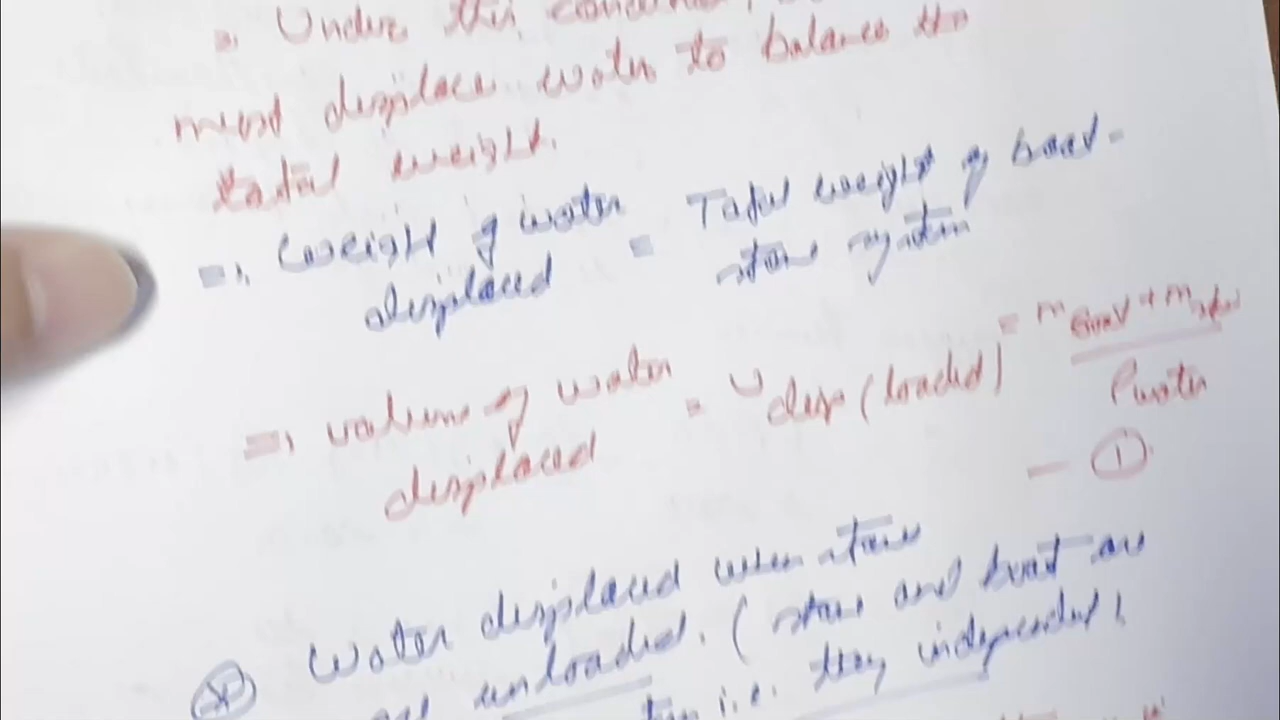 ⇒ Under this
must displace water to balance the
total weight.
⇒ Weight of water displaced = Total weight of boat-stone system
⇒ volume of water displaced = V disp (loaded) = m Boat + m / ρ water
— ①
⊛ Water displaced when stone
are unloaded. (stone and boat are
i.e. they independent